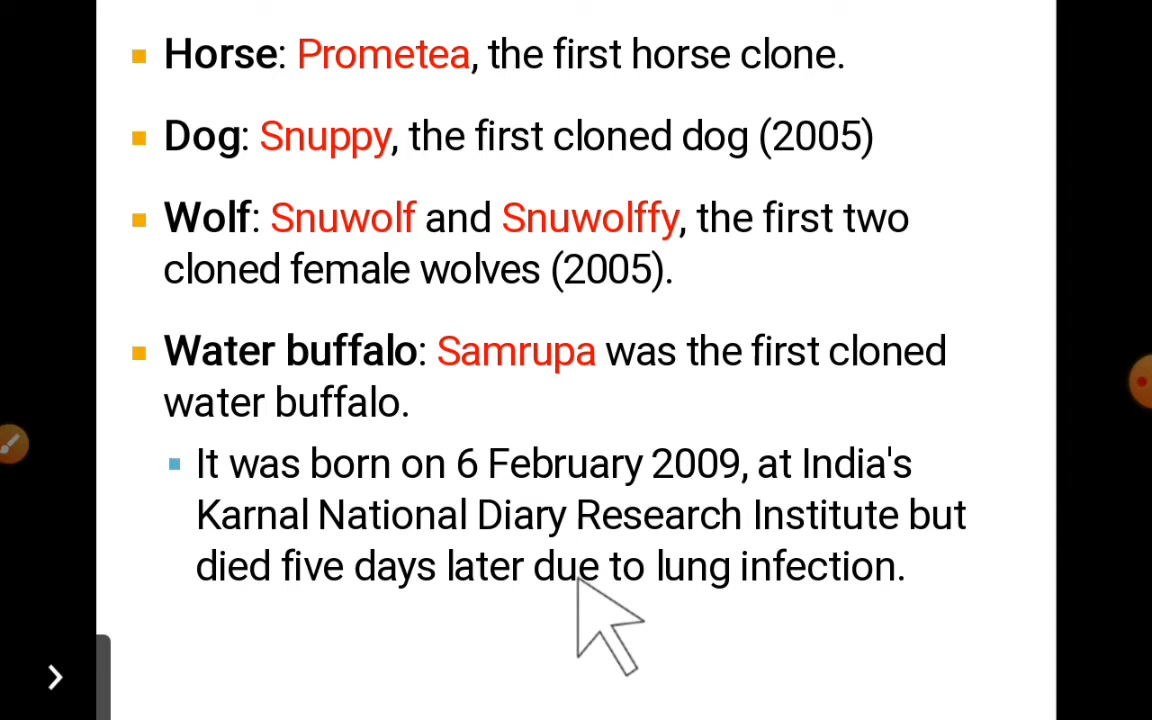 Horse: Prometea, the first horse clone.
Dog: Snuppy, the first cloned dog (2005)
Wolf: Snuwolf and Snuwolffy, the first two
cloned female wolves (2005).
Water buffalo: Samrupa was the first cloned
water buffalo.
It was born on 6 February 2009, at India's
Karnal National Diary Research Institute but
died five days later due to lung infection.